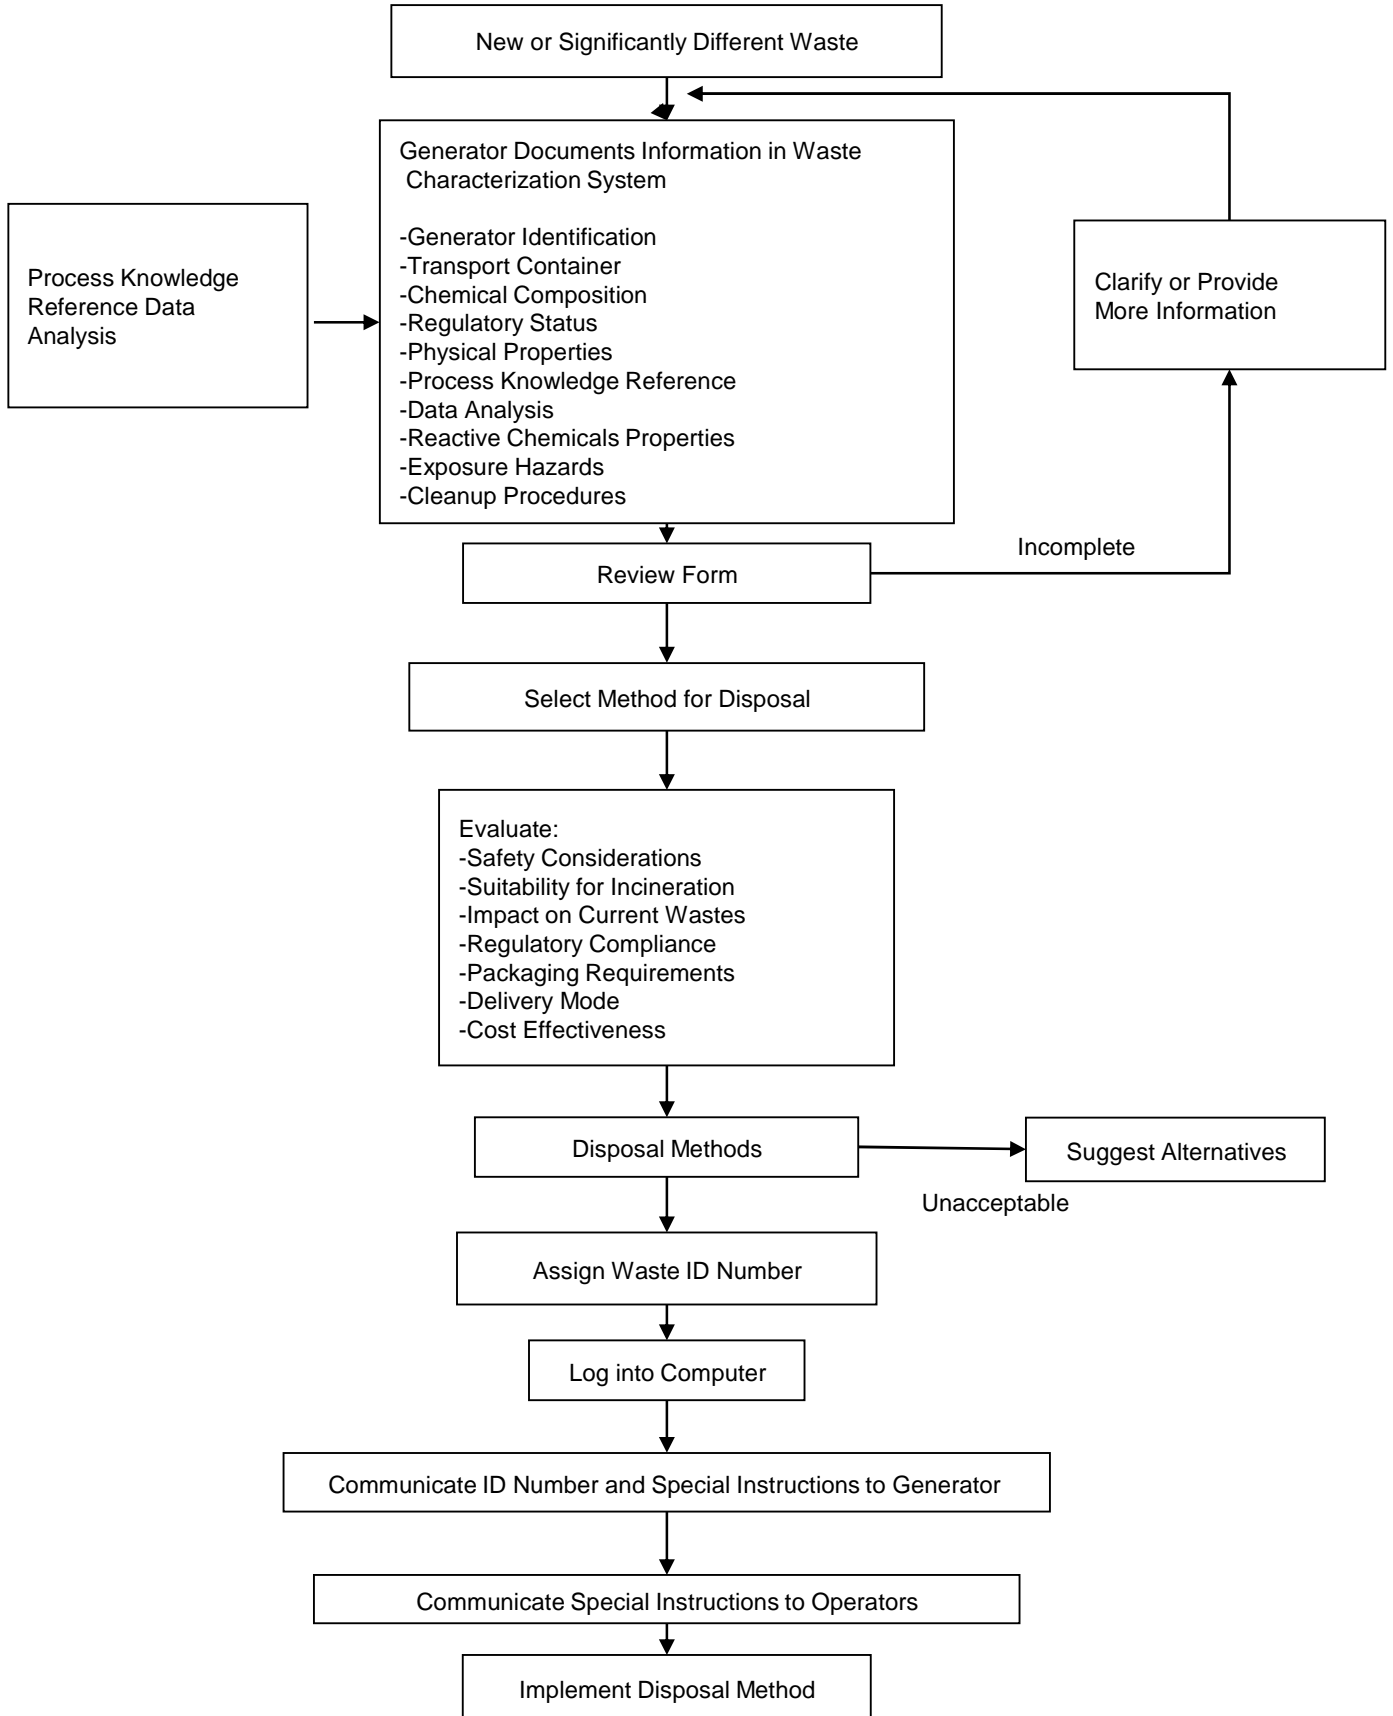 New or Significantly Different Waste
Generator Documents Information in Waste
Characterization System
-Generator Identification
-Transport Container
-Chemical Composition
-Regulatory Status
-Physical Properties
-Process Knowledge Reference
-Data Analysis
-Reactive Chemicals Properties
-Exposure Hazards
-Cleanup Procedures
Process Knowledge
Reference Data
Analysis
Clarify or Provide
More Information
Incomplete
Review Form
Select Method for Disposal
Evaluate:
-Safety Considerations
-Suitability for Incineration
-Impact on Current Wastes
-Regulatory Compliance
-Packaging Requirements
-Delivery Mode
-Cost Effectiveness
Disposal Methods
Suggest Alternatives
Unacceptable
Assign Waste ID Number
Log into Computer
Communicate ID Number and Special Instructions to Generator
Communicate Special Instructions to Operators
Implement Disposal Method